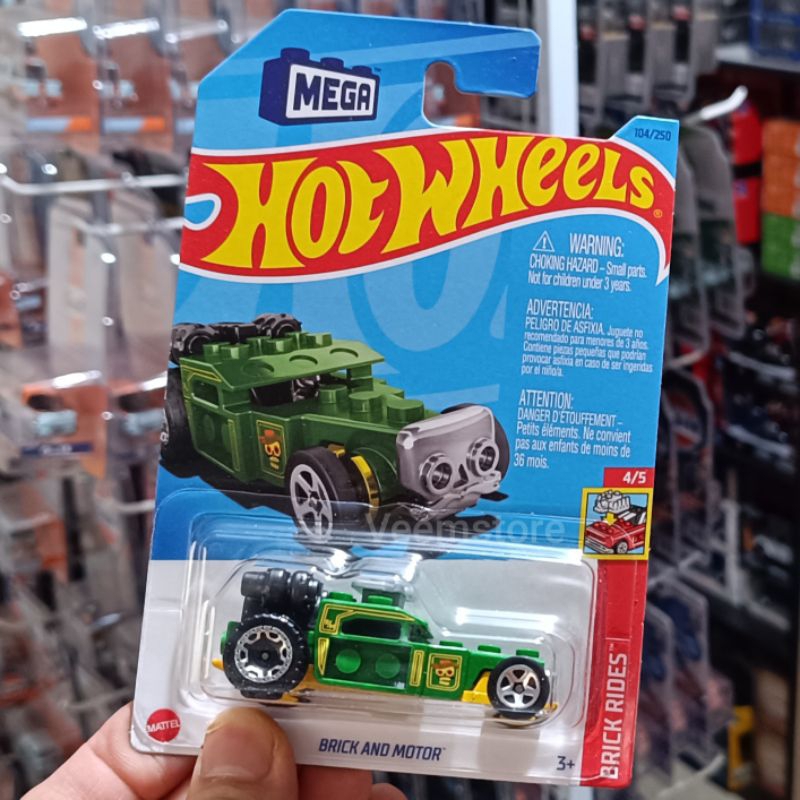 MEGA
104/250
HOT WHEELS®
WARNING:
CHOKING HAZARD – Small parts.
Not for children under 3 years.
ADVERTENCIA:
PELIGRO DE ASFIXIA. Juguete no
recomendado para menores de 3 años.
Contiene piezas pequeñas que podrían
provocar asfixia en caso de ser ingeridas
por el niño/a.
ATTENTION:
DANGER D'ÉTOUFFEMENT –
Petits éléments. Ne convient
pas aux enfants de moins de
36 mois.
4/5
Veemstore
BRICK RIDES™
MATTEL
BRICK AND MOTOR™
3+